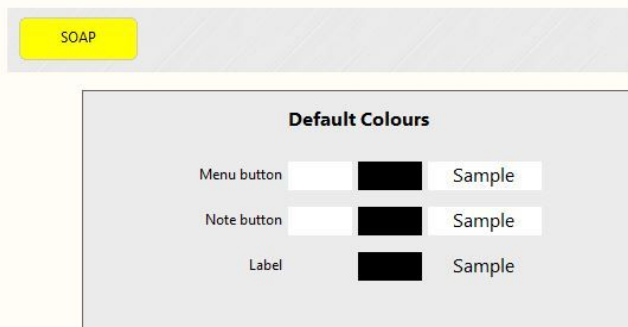 SOAP
Default Colours
Menu button Sample
Note button Sample
Label Sample